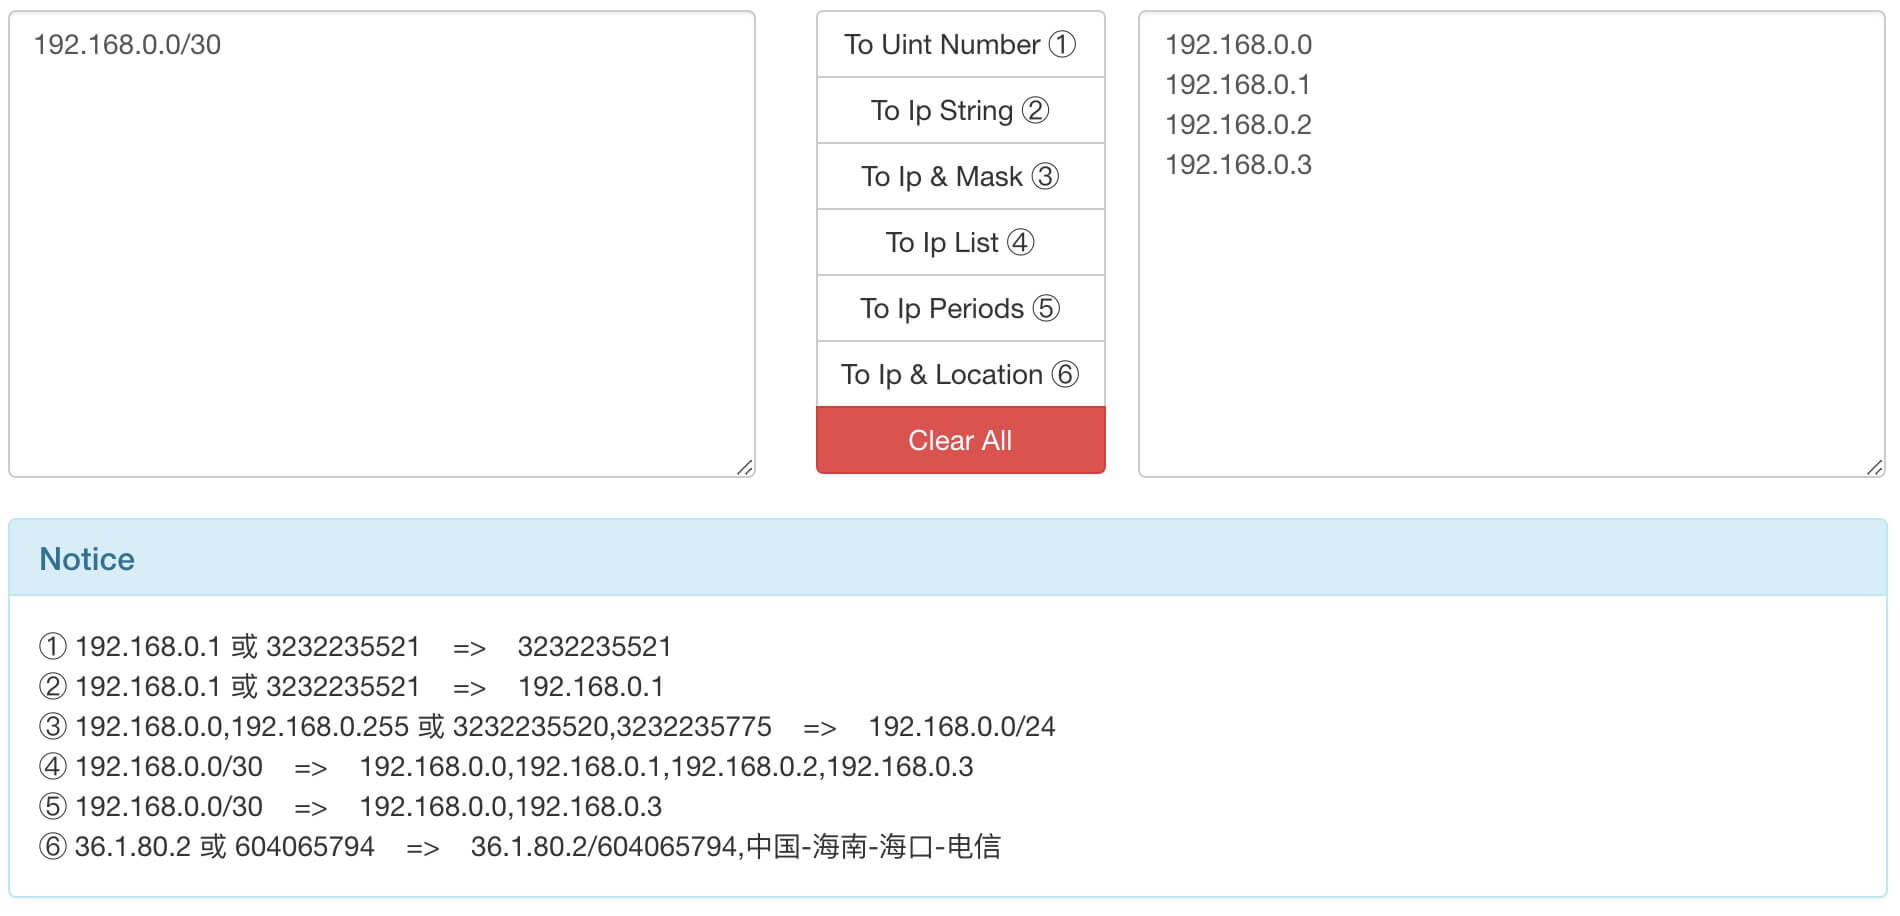 192.168.0.0/30
To Uint Number ①
To Ip String ②
To Ip & Mask ③
To Ip List ④
To Ip Periods ⑤
To Ip & Location ⑥
Clear All
192.168.0.0
192.168.0.1
192.168.0.2
192.168.0.3
Notice
① 192.168.0.1 或 3232235521 => 3232235521
② 192.168.0.1 或 3232235521 => 192.168.0.1
③ 192.168.0.0,192.168.0.255 或 3232235520,3232235775 => 192.168.0.0/24
④ 192.168.0.0/30 => 192.168.0.0,192.168.0.1,192.168.0.2,192.168.0.3
⑤ 192.168.0.0/30 => 192.168.0.0,192.168.0.3
⑥ 36.1.80.2 或 604065794 => 36.1.80.2/604065794,中国-海南-海口-电信